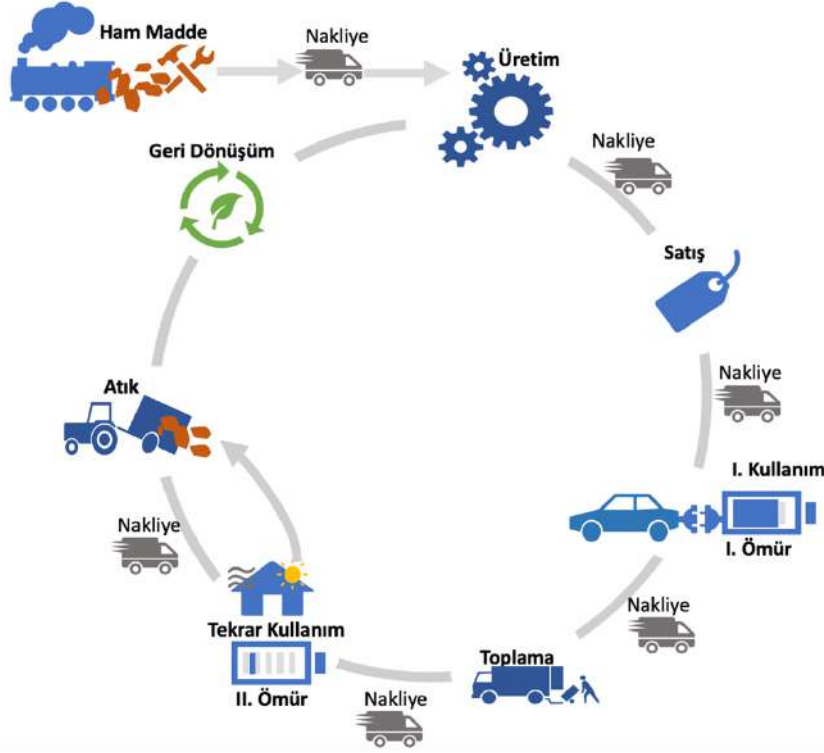 Ham Madde
Nakliye
Üretim
Nakliye
Satış
Nakliye
I. Kullanım
I. Ömür
Nakliye
Toplama
Nakliye
Tekrar Kullanım
II. Ömür
Nakliye
Atık
Geri Dönüşüm